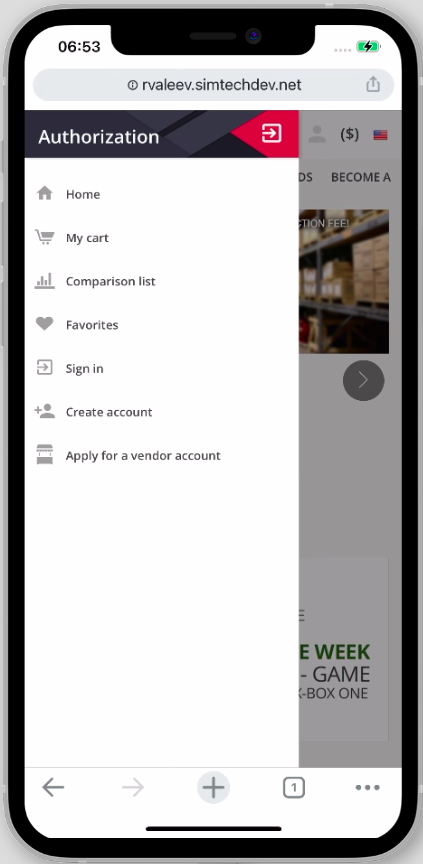 06:53
rvaleev.simtechdev.net
Authorization
($)
DS BECOME A
CTION FEE!
Home
My cart
Comparison list
Favorites
Sign in
Create account
Apply for a vendor account
E
E WEEK
- GAME
X-BOX ONE
1